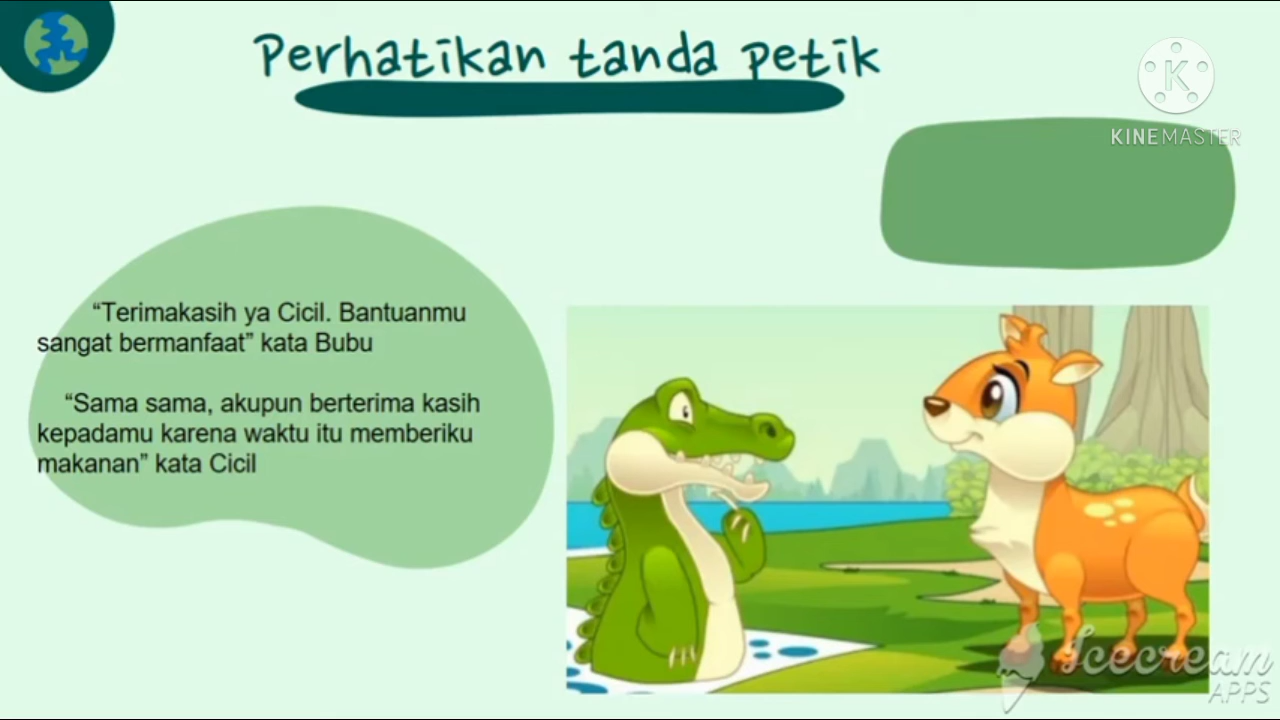 Perhatikan tanda petik
KINEMASTER
“Terimakasih ya Cicil. Bantuanmu
sangat bermanfaat” kata Bubu
“Sama sama, akupun berterima kasih
kepadamu karena waktu itu memberiku
makanan” kata Cicil
Icecream
APPS